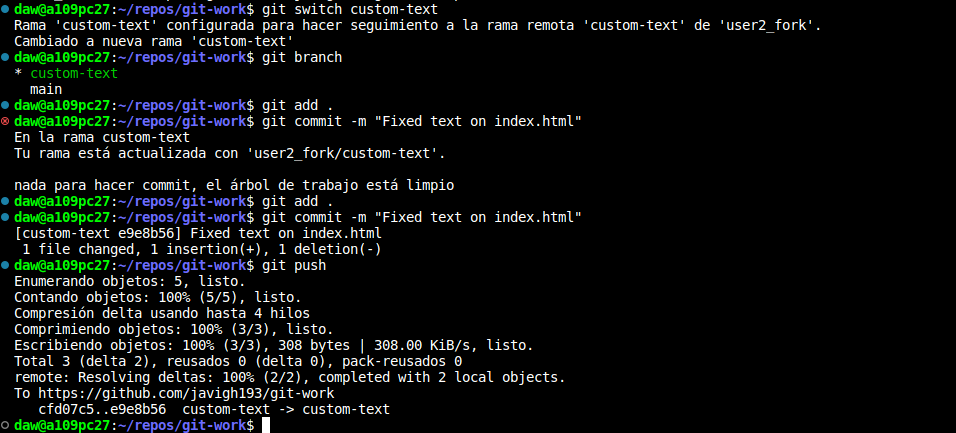 daw@a109pc27:~/repos/git-work$ git switch custom-text
Rama 'custom-text' configurada para hacer seguimiento a la rama remota 'custom-text' de 'user2_fork'.
Cambiado a nueva rama 'custom-text'
daw@a109pc27:~/repos/git-work$ git branch
* custom-text
  main
daw@a109pc27:~/repos/git-work$ git add .
daw@a109pc27:~/repos/git-work$ git commit -m "Fixed text on index.html"
En la rama custom-text
Tu rama está actualizada con 'user2_fork/custom-text'.

nada para hacer commit, el árbol de trabajo está limpio
daw@a109pc27:~/repos/git-work$ git add .
daw@a109pc27:~/repos/git-work$ git commit -m "Fixed text on index.html"
[custom-text e9e8b56] Fixed text on index.html
 1 file changed, 1 insertion(+), 1 deletion(-)
daw@a109pc27:~/repos/git-work$ git push
Enumerando objetos: 5, listo.
Contando objetos: 100% (5/5), listo.
Compresión delta usando hasta 4 hilos
Comprimiendo objetos: 100% (3/3), listo.
Escribiendo objetos: 100% (3/3), 308 bytes | 308.00 KiB/s, listo.
Total 3 (delta 2), reusados 0 (delta 0), pack-reusados 0
remote: Resolving deltas: 100% (2/2), completed with 2 local objects.
To https://github.com/javigh193/git-work
   cfd07c5..e9e8b56  custom-text -> custom-text
daw@a109pc27:~/repos/git-work$